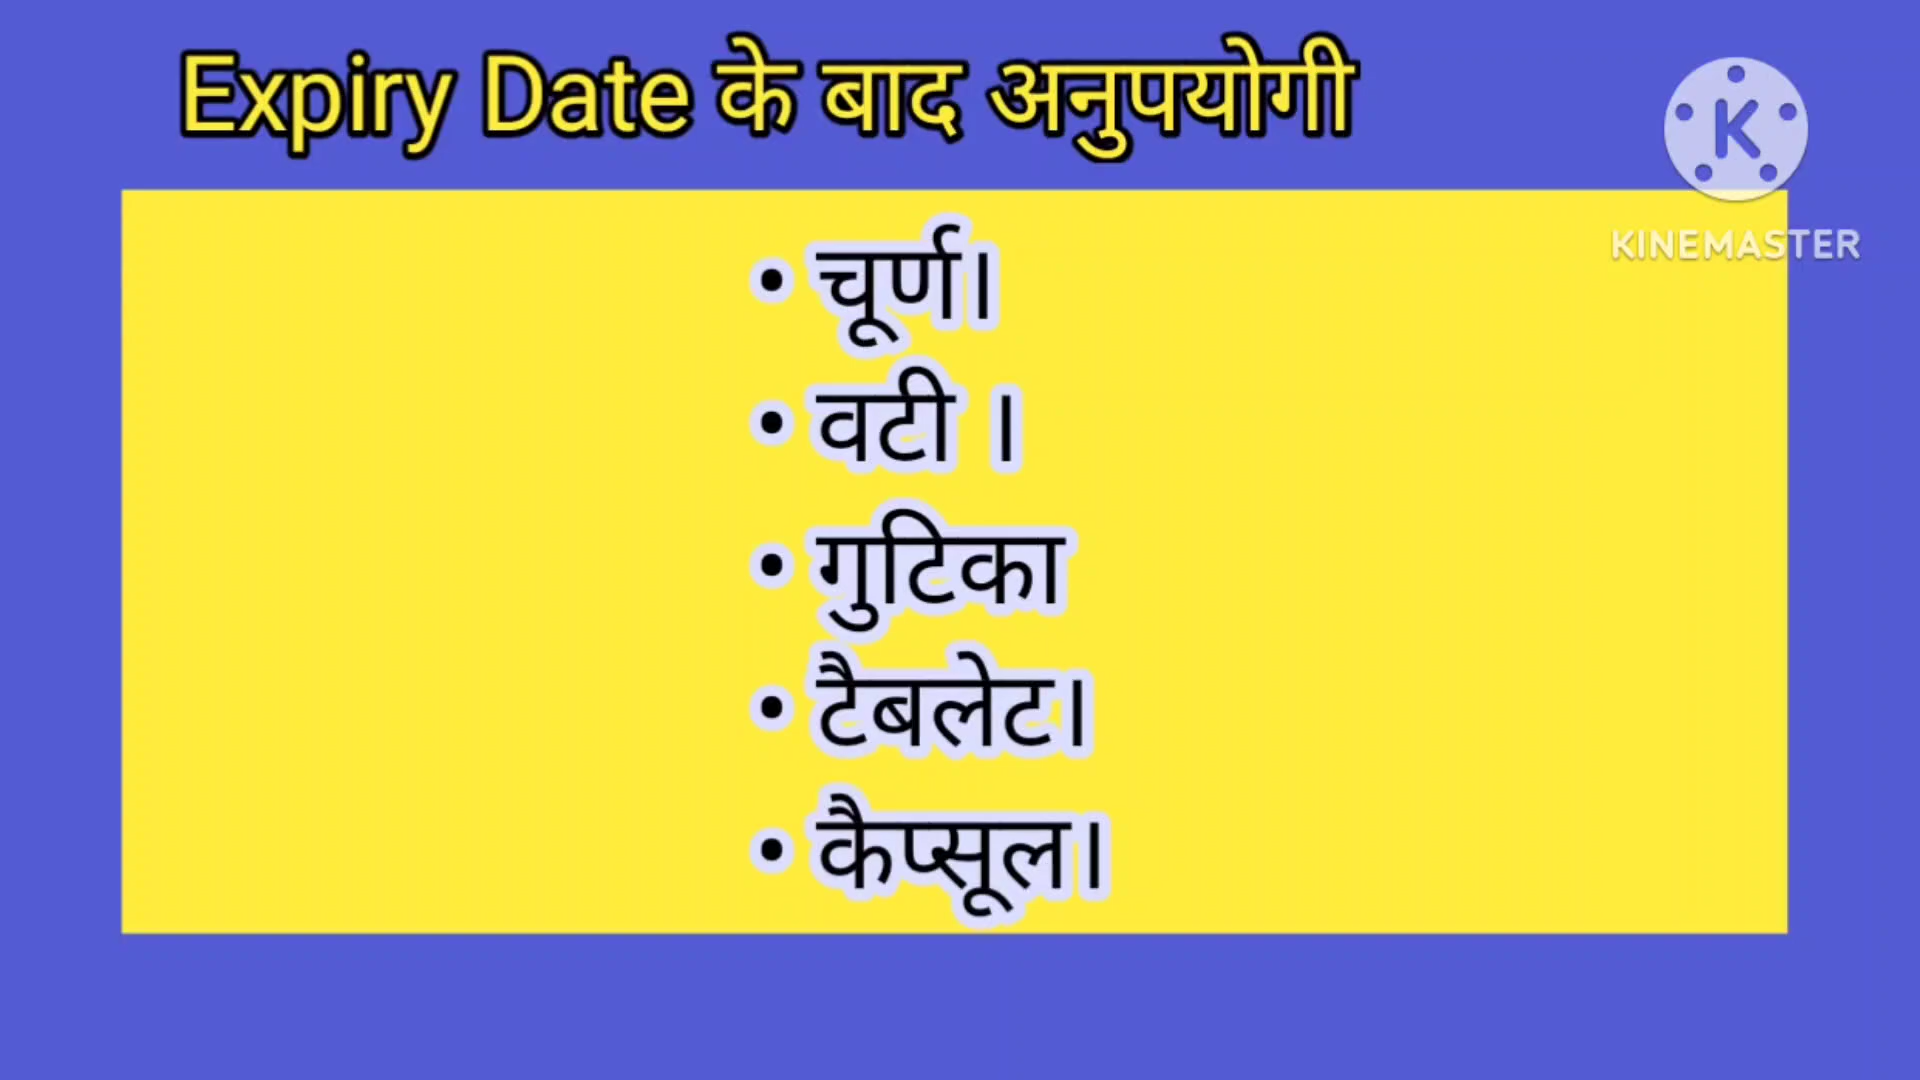 Expiry Date के बाद अनुपयोगी
K
KINEMASTER
• चूर्ण।
• वटी ।
• गुटिका
• टैबलेट।
• कैप्सूल।